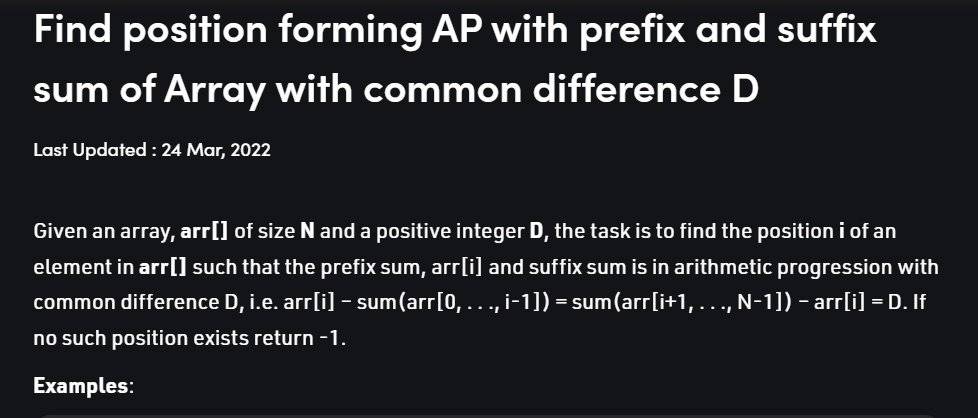 Find position forming AP with prefix and suffix
sum of Array with common difference D
Last Updated : 24 Mar, 2022
Given an array, arr[] of size N and a positive integer D, the task is to find the position i of an
element in arr[] such that the prefix sum, arr[i] and suffix sum is in arithmetic progression with
common difference D, i.e. arr[i] – sum(arr[0, . . ., i-1]) = sum(arr[i+1, . . ., N-1]) – arr[i] = D. If
no such position exists return -1.
Examples: